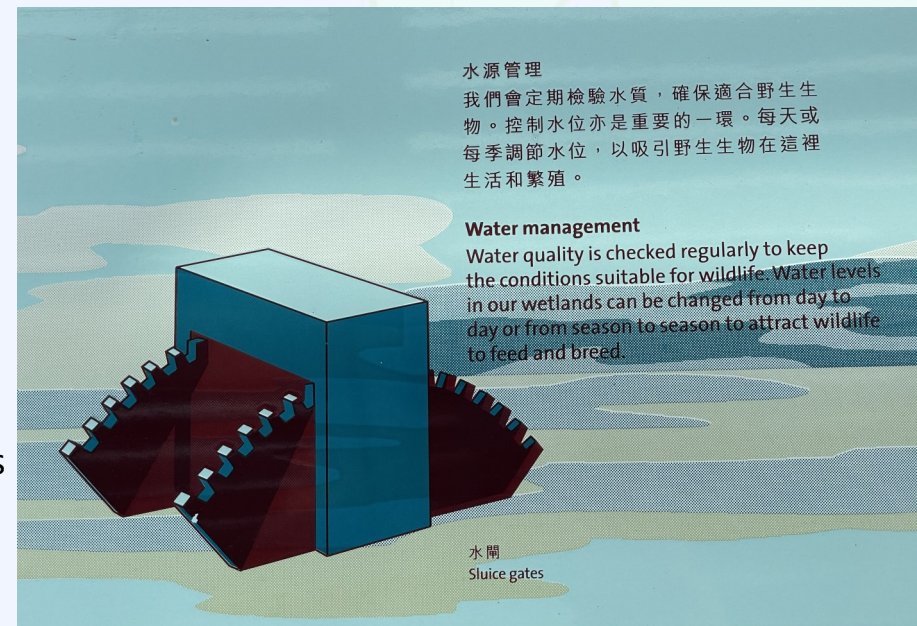 水源管理
我們會定期檢驗水質，確保適合野生生
物。控制水位亦是重要的一環。每天或
每季調節水位，以吸引野生生物在這裡
生活和繁殖。
Water management
Water quality is checked regularly to keep
the conditions suitable for wildlife. Water levels
in our wetlands can be changed from day to
day or from season to season to attract wildlife
to feed and breed.
水閘
Sluice gates